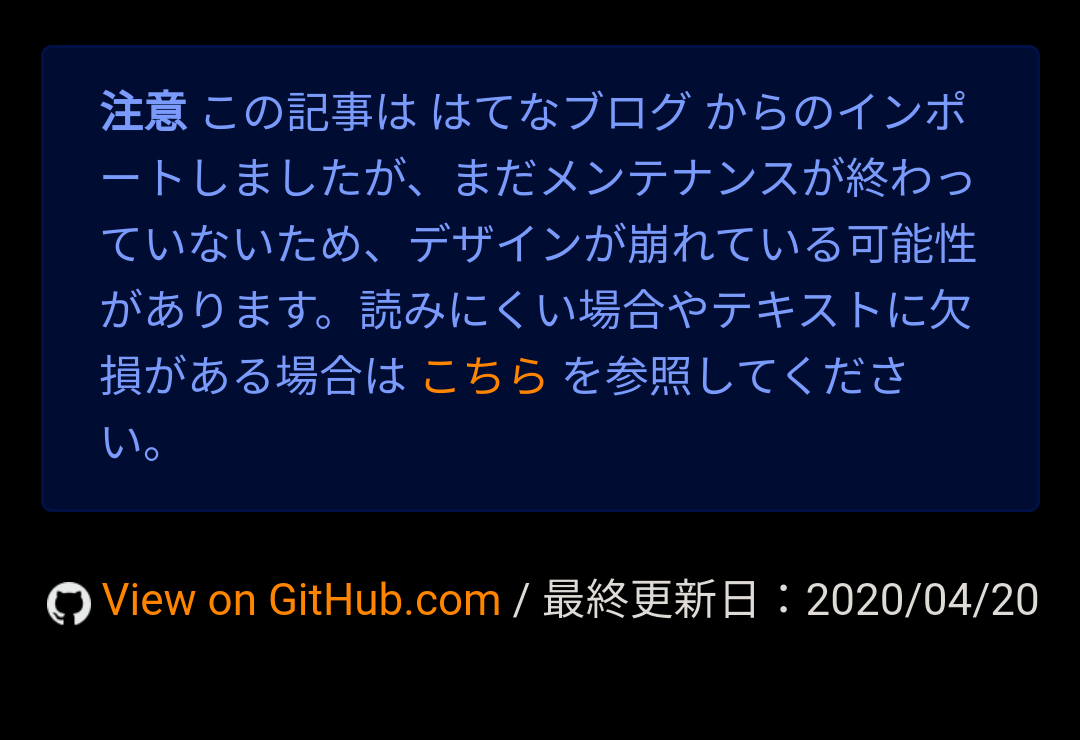 注意 この記事は はてなブログ からのインポ
ートしましたが、まだメンテナンスが終わっ
ていないため、デザインが崩れている可能性
があります。読みにくい場合やテキストに欠
損がある場合は こちら を参照してくださ
い。
View on GitHub.com / 最終更新日：2020/04/20